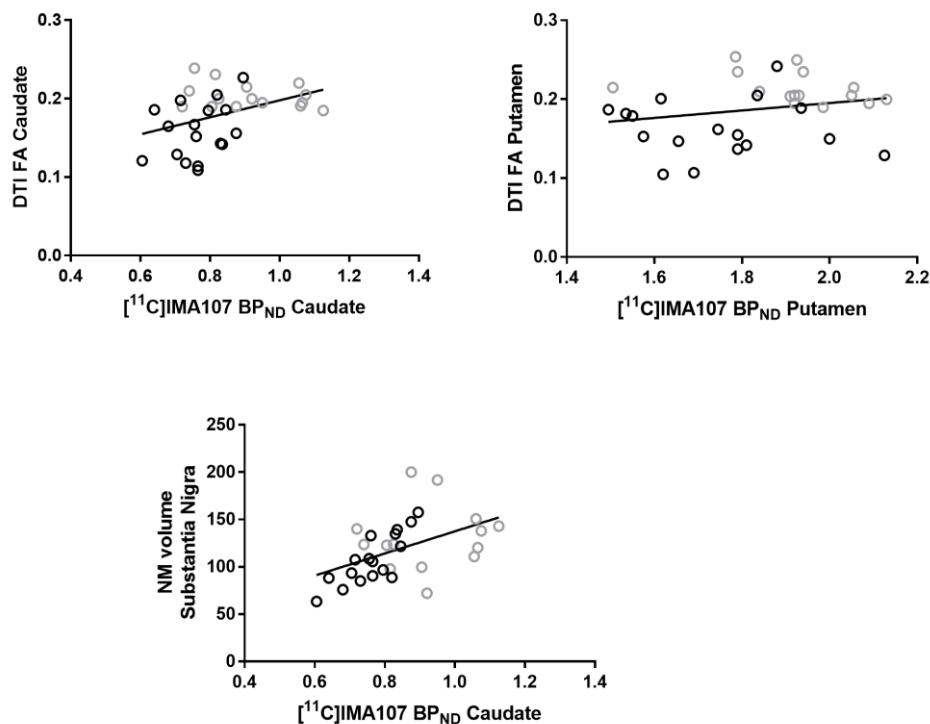 DTI FA Caudate
0.3
0.2
0.1
0.0
0.4 0.6 0.8 1.0 1.2 1.4
[¹¹C]IMA107 BP_ND Caudate
DTI FA Putamen
0.3
0.2
0.1
0.0
1.4 1.6 1.8 2.0 2.2
[¹¹C]IMA107 BP_ND Putamen
NM volume
Substantia Nigra
250
200
150
100
50
0
0.4 0.6 0.8 1.0 1.2 1.4
[¹¹C]IMA107 BP_ND Caudate